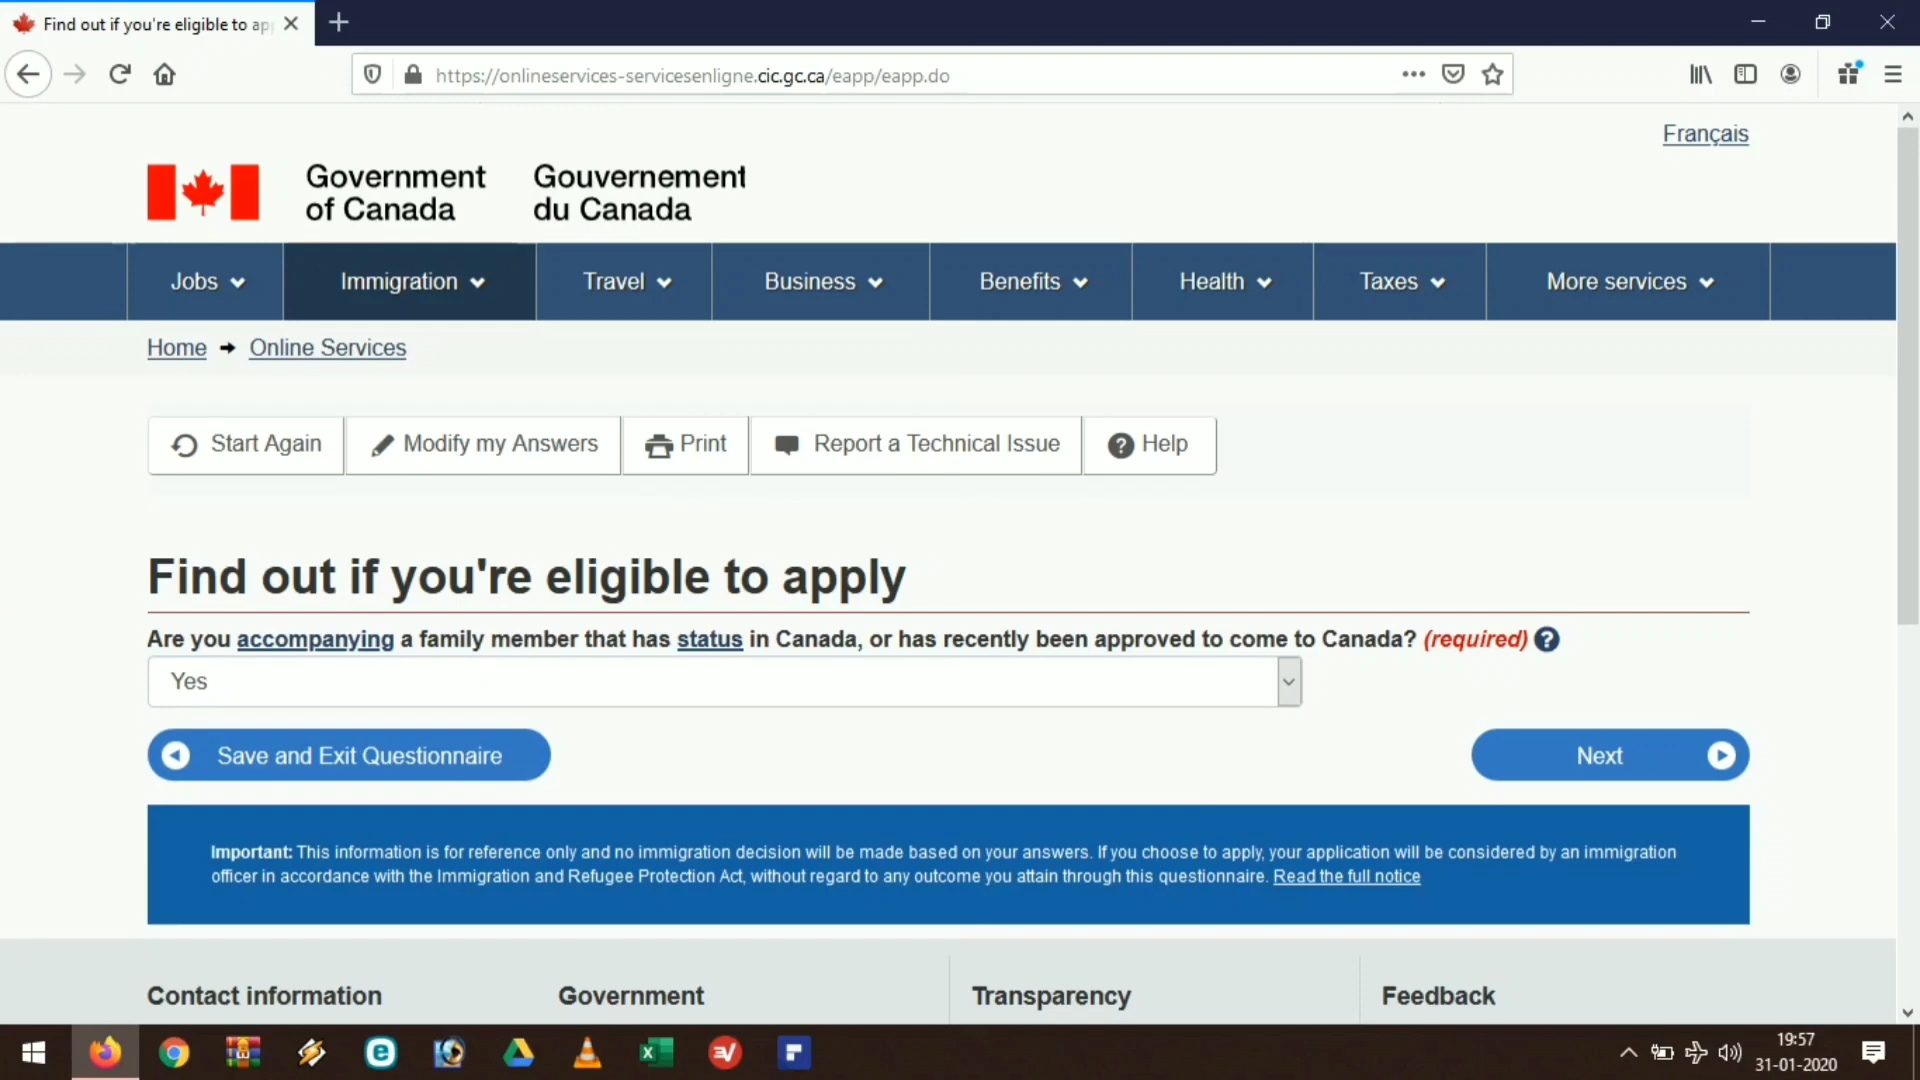 Find out if you're eligible to ap
https://onlineservices-servicesenligne.cic.gc.ca/eapp/eapp.do
Français
Government of Canada
Gouvernement du Canada
Jobs
Immigration
Travel
Business
Benefits
Health
Taxes
More services
Home
Online Services
Start Again
Modify my Answers
Print
Report a Technical Issue
Help
Find out if you're eligible to apply
Are you accompanying a family member that has status in Canada, or has recently been approved to come to Canada? (required)
Yes
Save and Exit Questionnaire
Next
Important: This information is for reference only and no immigration decision will be made based on your answers. If you choose to apply, your application will be considered by an immigration
officer in accordance with the Immigration and Refugee Protection Act, without regard to any outcome you attain through this questionnaire. Read the full notice
Contact information
Government
Transparency
Feedback
19:57
31-01-2020